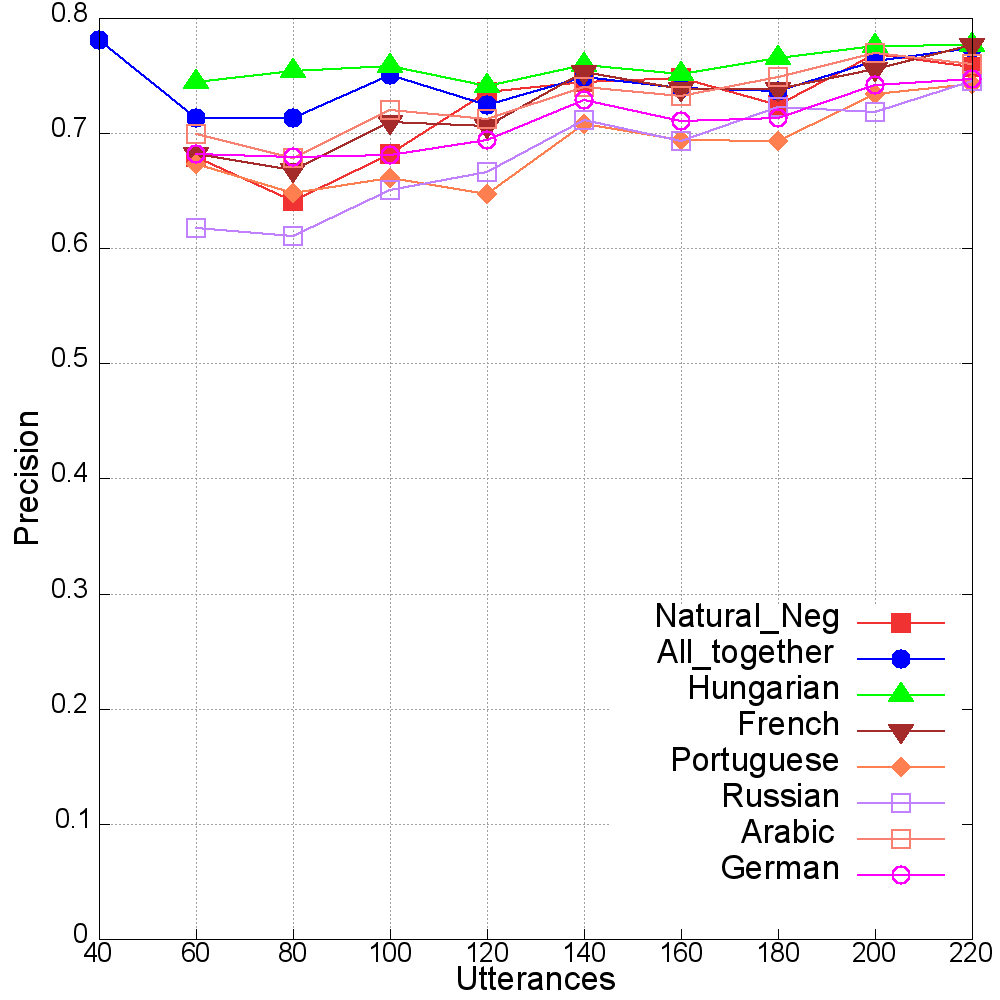 0.8
0.7
0.6
0.5
0.4
0.3
0.2
0.1
0
Precision
Natural_Neg
All_together
Hungarian
French
Portuguese
Russian
Arabic
German
40 60 80 100 120 140 160 180 200 220
Utterances